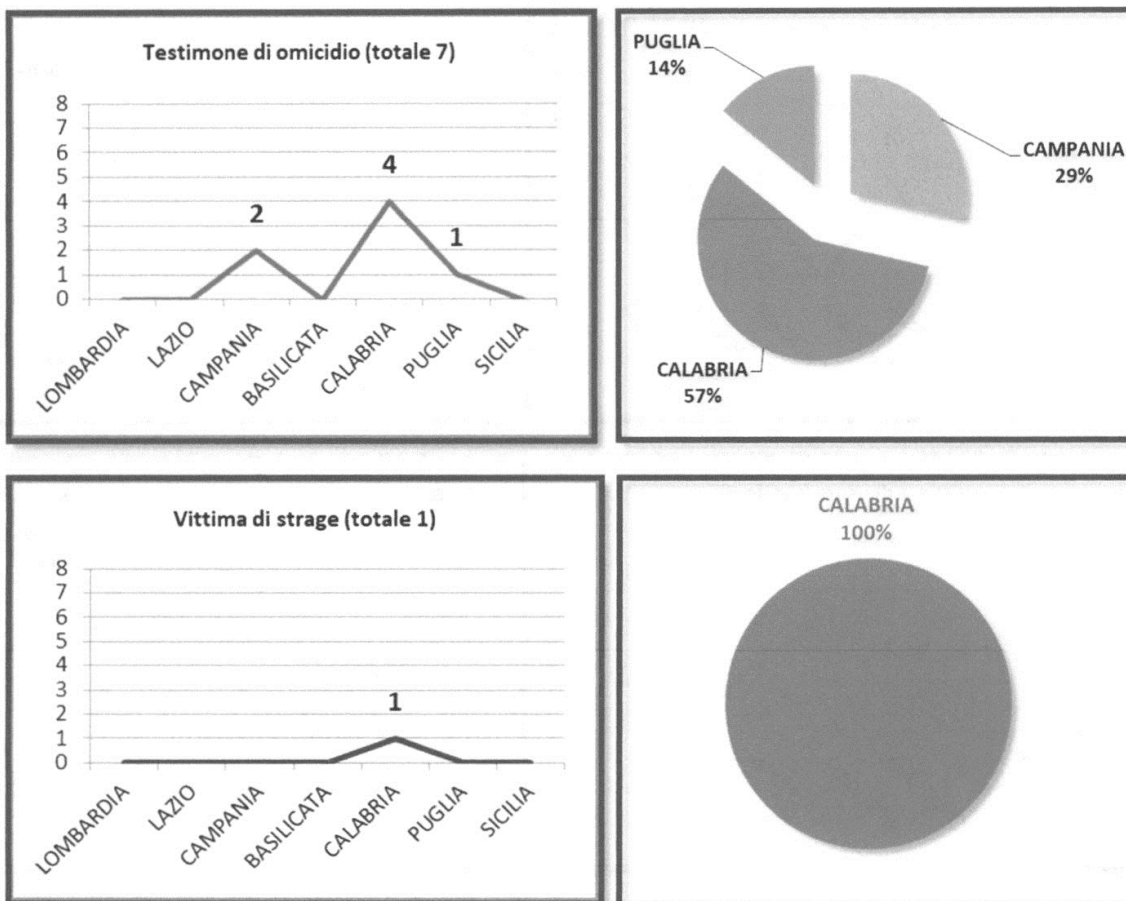 Testimone di omicidio (totale 7)
8
7
6
5
4
3
2
1
0
2
4
1
LOMBARDIA
LAZIO
CAMPANIA
BASILICATA
CALABRIA
PUGLIA
SICILIA
PUGLIA
14%
CAMPANIA
29%
CALABRIA
57%
Vittima di strage (totale 1)
8
7
6
5
4
3
2
1
0
1
LOMBARDIA
LAZIO
CAMPANIA
BASILICATA
CALABRIA
PUGLIA
SICILIA
CALABRIA
100%